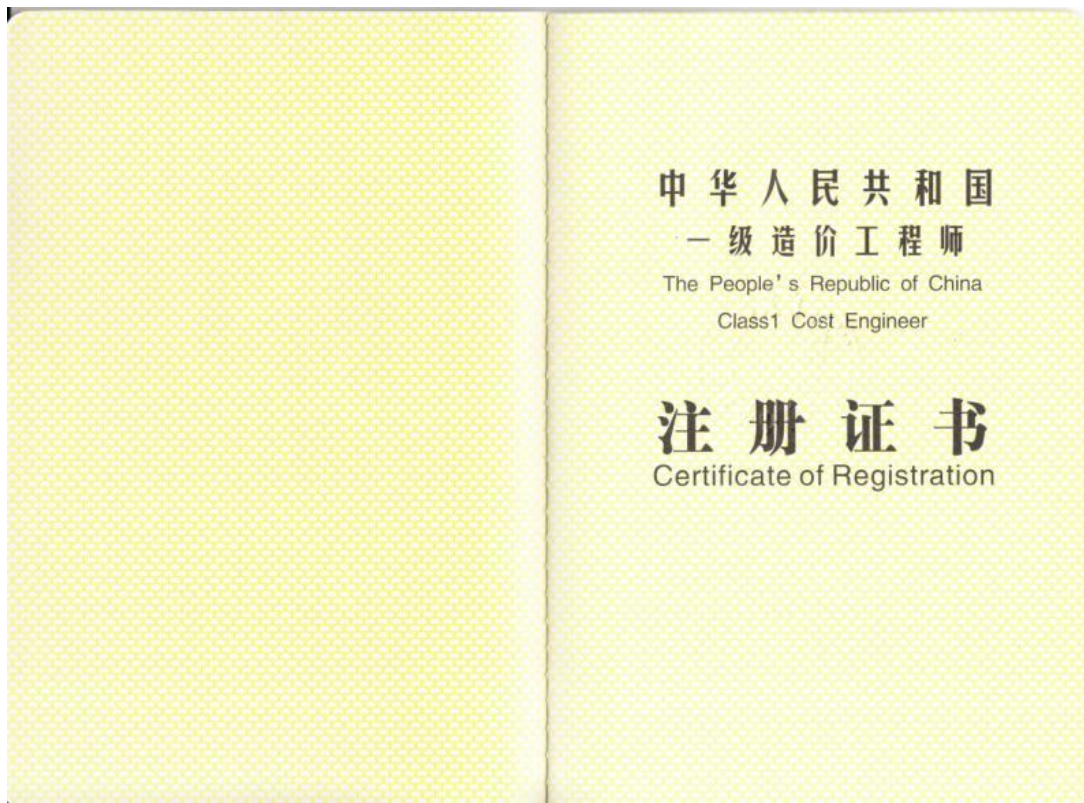 中华人民共和国
一级造价工程师
The People's Republic of China
Class1 Cost Engineer
注册证书
Certificate of Registration